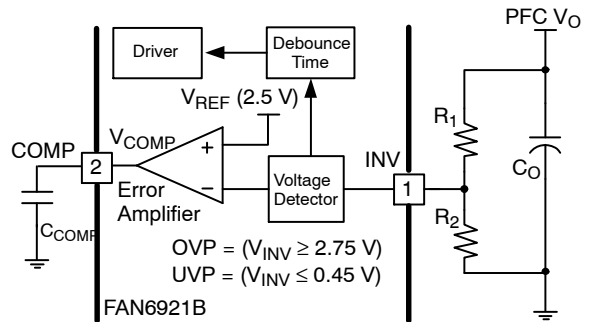 PFC VO
Driver
Debounce
Time
VREF (2.5 V)
R1
VCOMP
COMP
2
+
−
INV
1
CO
Error
Amplifier
Voltage
Detector
R2
CCOMP
OVP = (VINV ≥ 2.75 V)
UVP = (VINV ≤ 0.45 V)
FAN6921B